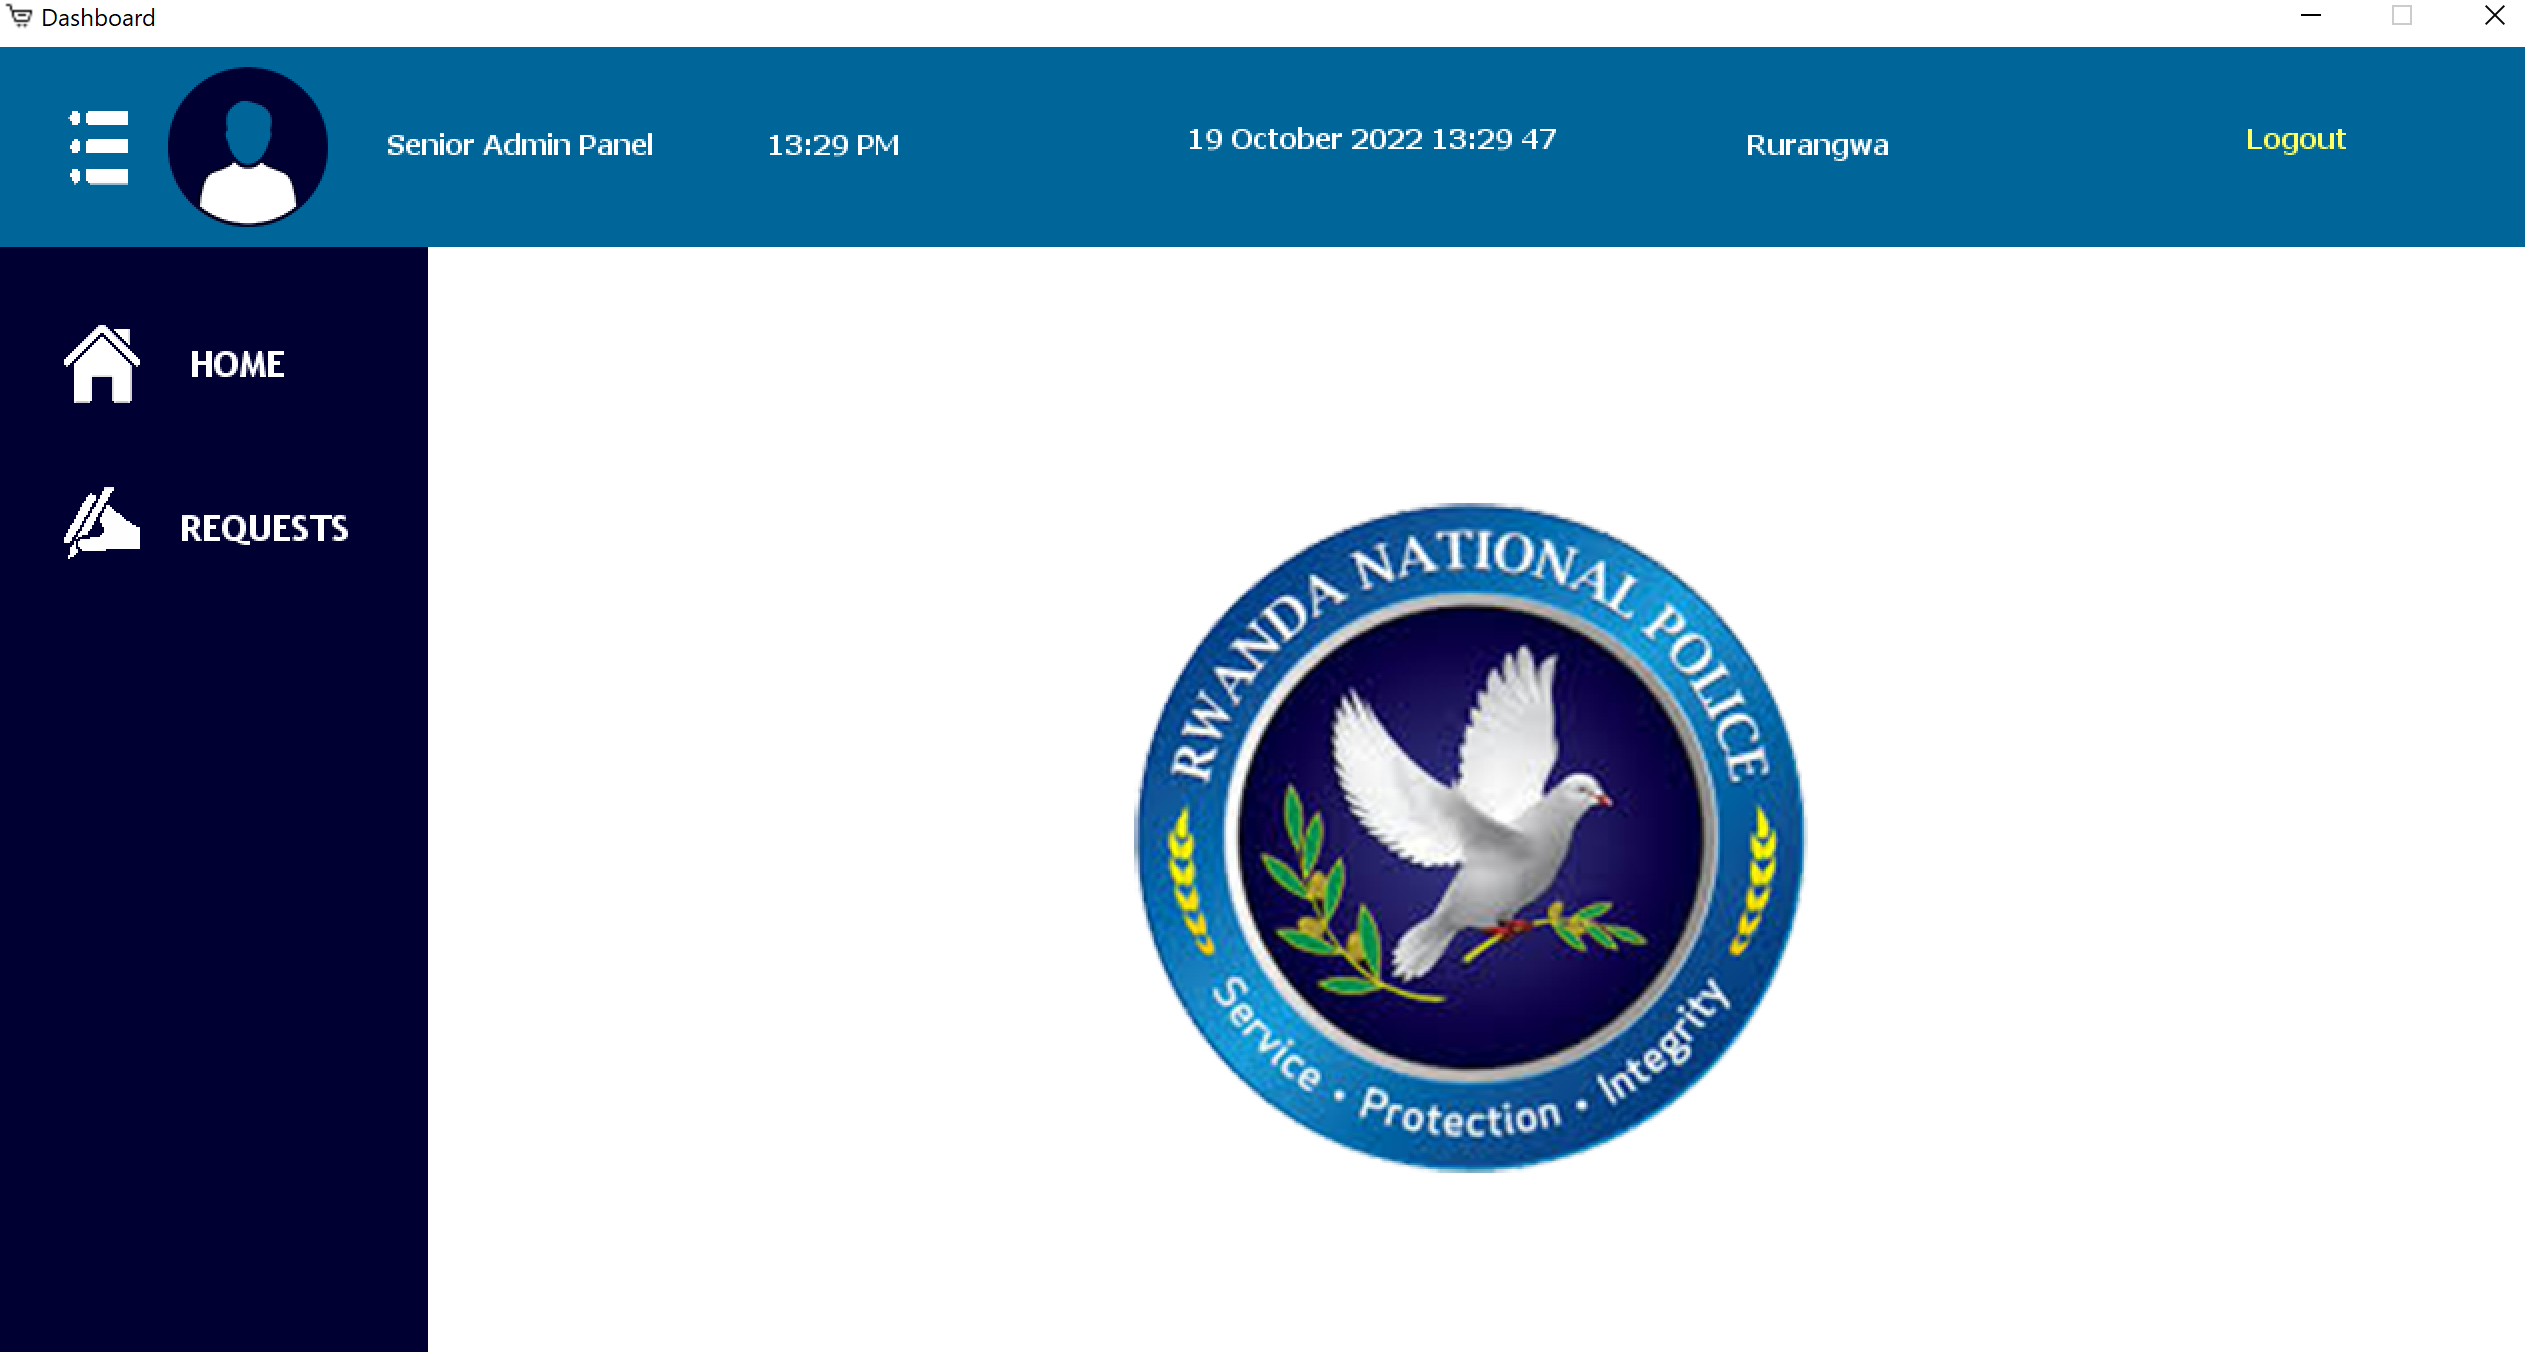 Dashboard
Senior Admin Panel
13:29 PM
19 October 2022 13:29 47
Rurangwa
Logout
HOME
REQUESTS
RWANDA NATIONAL POLICE
Service • Protection • Integrity